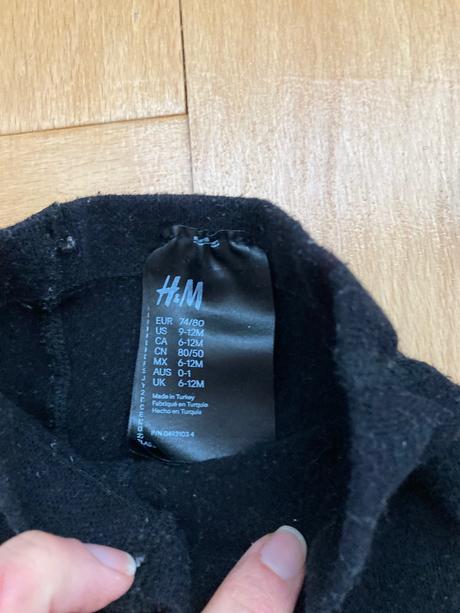 H&M
EUR 74/80
US 9-12M
CA 6-12M
CN 80/50
MX 6-12M
AUS 0-1
UK 6-12M
Made in Turkey
Fabriqué en Turquie
Hecho en Turquía